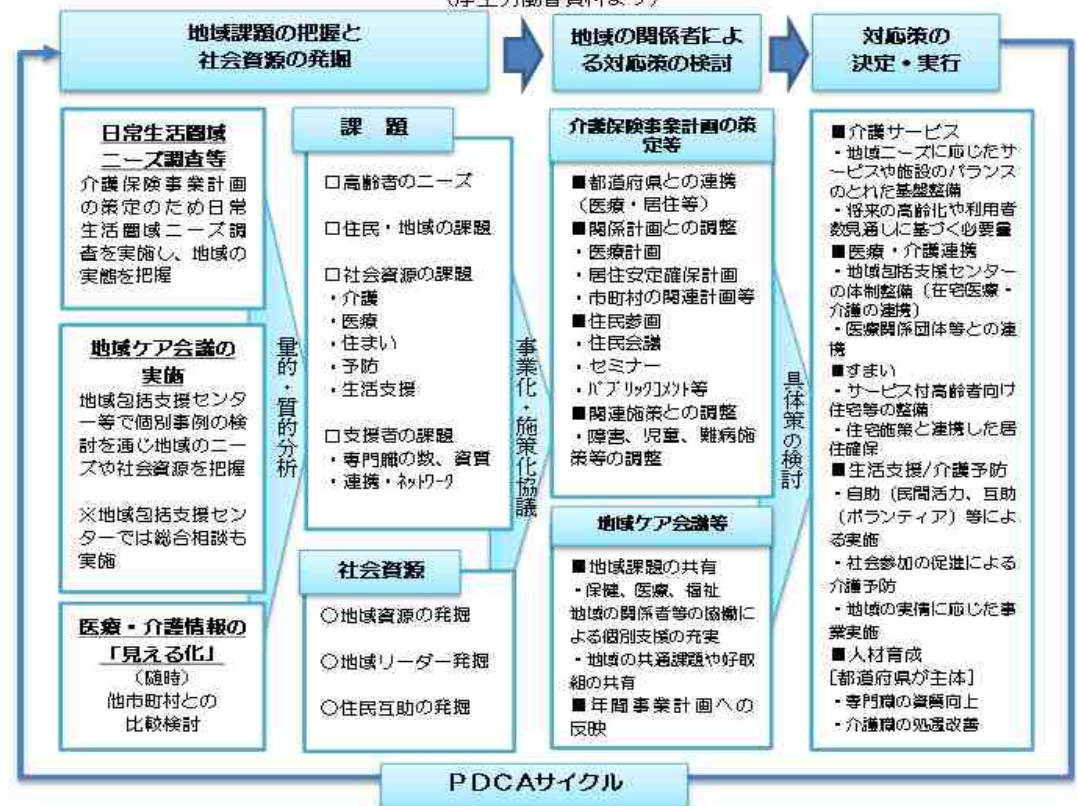 (厚生労働省資料より)
地域課題の把握と
社会資源の発掘
地域の関係者によ
る対応策の検討
対応策の
決定・実行
日常生活圏域
ニーズ調査等
介護保険事業計画
の策定のため日常
生活圏域ニーズ調
査を実施し、地域の
実態を把握
地域ケア会議の
実施
地域包括支援センタ
ー等で個別事例の検
討を通じ地域のニー
ズや社会資源を把握
※地域包括支援セン
ターでは総合相談も
実施
医療・介護情報の
「見える化」
(随時)
他市町村との
比較検討
量的・質的分析
課 題
□高齢者のニーズ
□住民・地域の課題
□社会資源の課題
・介護
・医療
・住まい
・予防
・生活支援
□支援者の課題
・専門職の数、資質
・連携・ネットワーク
社会資源
○地域資源の発掘
○地域リーダー発掘
○住民互助の発掘
事業化・施策化協議
介護保険事業計画の策
定等
■都道府県との連携
(医療・居住等)
■関係計画との調整
・医療計画
・居住安定確保計画
・市町村の関連計画等
■住民参画
・住民会議
・セミナー
・パブリックコメント等
■関連施策との調整
・障害、児童、難病施
策等の調整
地域ケア会議等
■地域課題の共有
・保健、医療、福祉
地域の関係者等の協働に
よる個別支援の充実
・地域の共通課題や好取
組の共有
■年間事業計画への
反映
具体策の検討
■介護サービス
・地域ニーズに応じたサ
ービスや施設のバランス
のとれた基盤整備
・将来の高齢化や利用者
数見通しに基づく必要量
■医療・介護連携
・地域包括支援センター
の体制整備(在宅医療・
介護の連携)
・医療関係団体等との連
携
■すまい
・サービス付高齢者向け
住宅等の整備
・住宅施策と連携した居
住確保
■生活支援/介護予防
・自助(民間活力、互助
(ボランティア)等によ
る実施
・社会参加の促進による
介護予防
・地域の実情に応じた事
業実施
■人材育成
[都道府県が主体]
・専門職の資質向上
・介護職の処遇改善
PDCAサイクル